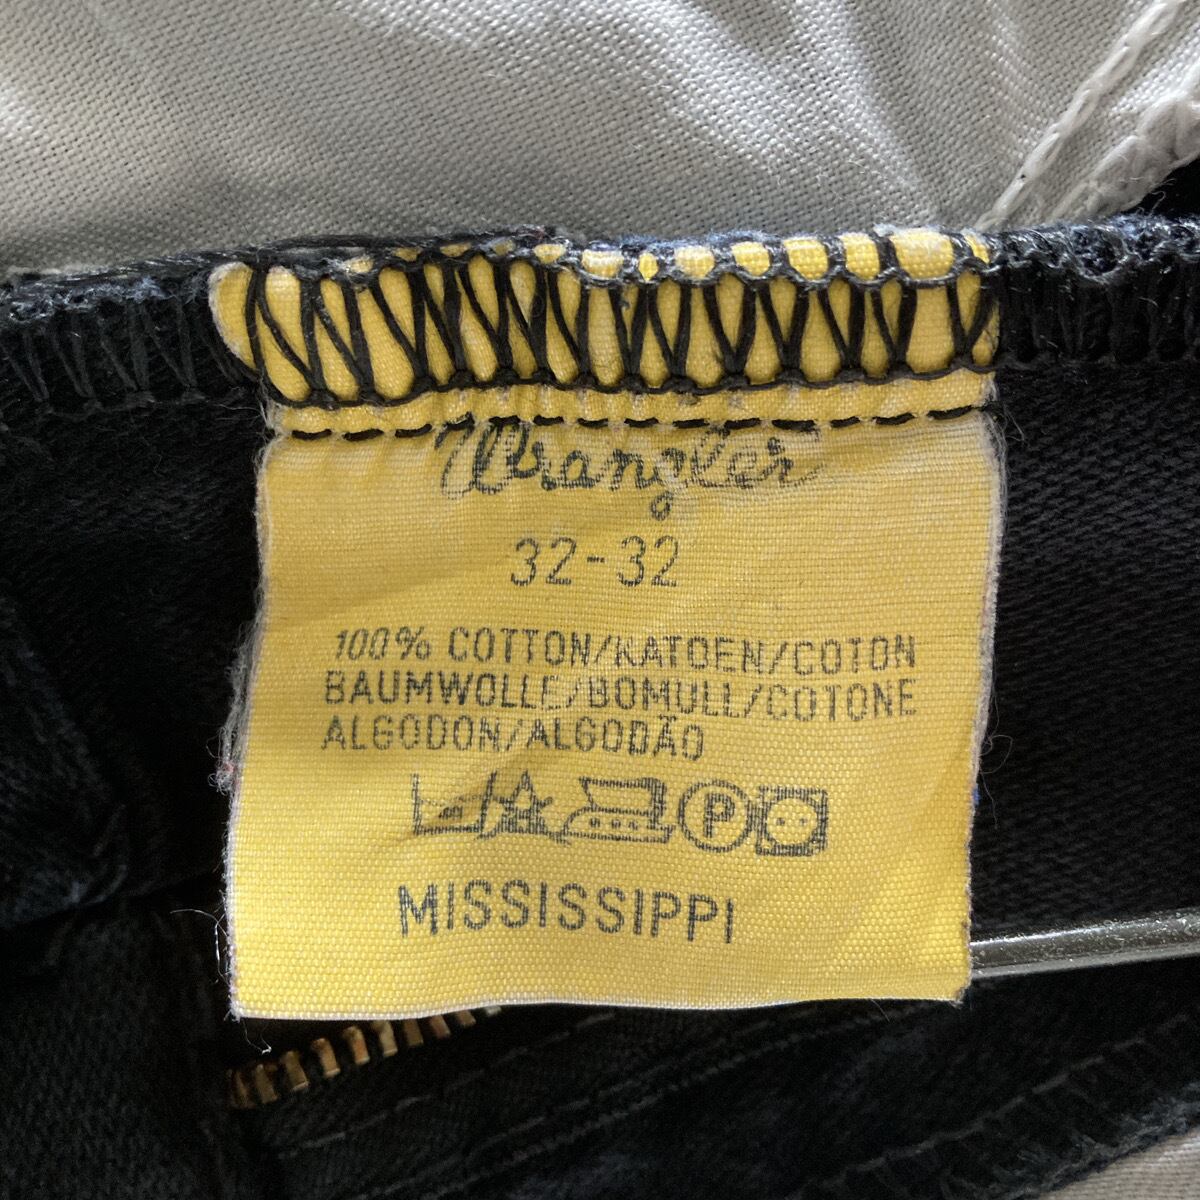 Wrangler
32-32
100% COTTON/KATOEN/COTON
BAUMWOLLE/BOMULL/COTONE
ALGODON/ALGODÃO
P
MISSISSIPPI